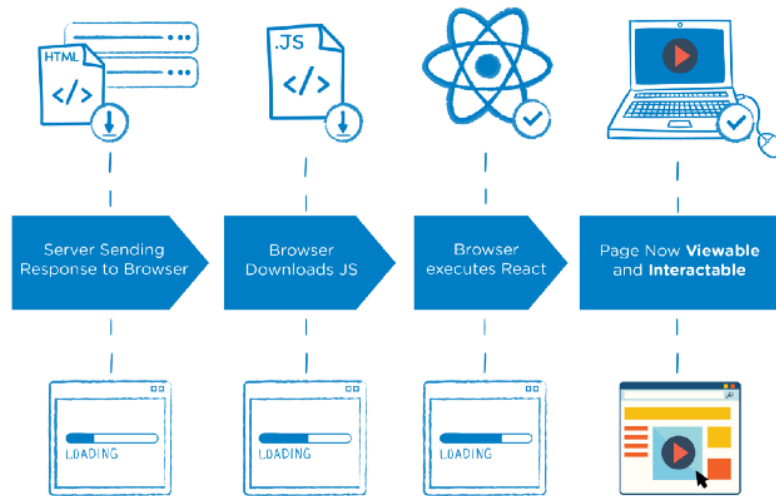 HTML
</>
.JS
</>
Server Sending
Response to Browser
Browser
Downloads JS
Browser
executes React
Page Now Viewable
and Interactable
LOADING
LOADING
LOADING